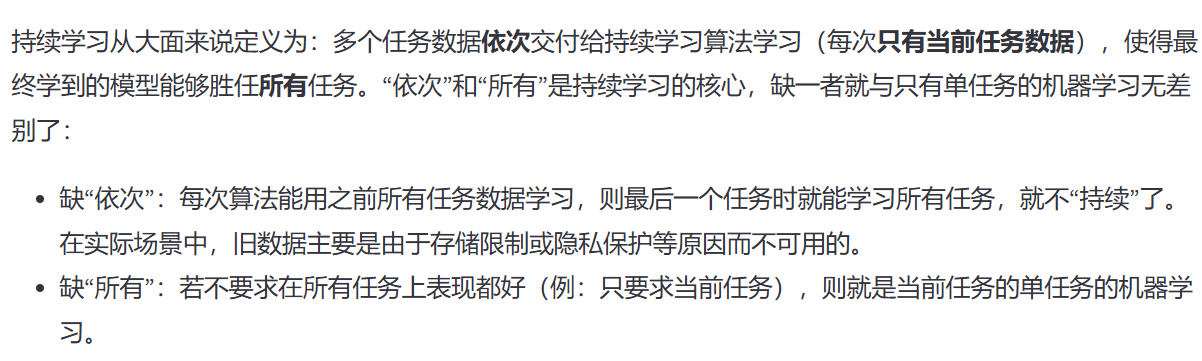 持续学习从大面来说定义为：多个任务数据依次交付给持续学习算法学习（每次只有当前任务数据），使得最
终学到的模型能够胜任所有任务。“依次”和“所有”是持续学习的核心，缺一者就与只有单任务的机器学习无差
别了：
• 缺“依次”：每次算法能用之前所有任务数据学习，则最后一个任务时就能学习所有任务，就不“持续”了。
在实际场景中，旧数据主要是由于存储限制或隐私保护等原因而不可用的。
• 缺“所有”：若不要求在所有任务上表现都好（例：只要求当前任务），则就是当前任务的单任务的机器学
习。